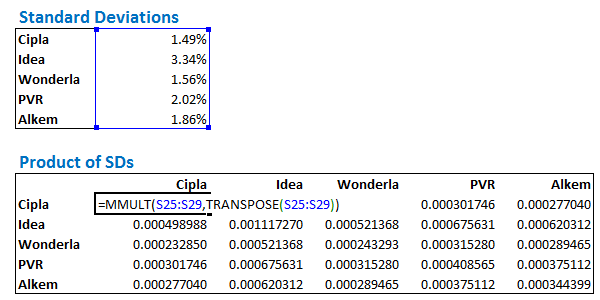 Standard Deviations
Cipla 1.49%
Idea 3.34%
Wonderla 1.56%
PVR 2.02%
Alkem 1.86%
Product of SDs
Cipla Idea Wonderla PVR Alkem
Cipla =MMULT(S25:S29,TRANSPOSE(S25:S29)) 0.000301746 0.000277040
Idea 0.000498988 0.001117270 0.000521368 0.000675631 0.000620312
Wonderla 0.000232850 0.000521368 0.000243293 0.000315280 0.000289465
PVR 0.000301746 0.000675631 0.000315280 0.000408565 0.000375112
Alkem 0.000277040 0.000620312 0.000289465 0.000375112 0.000344399